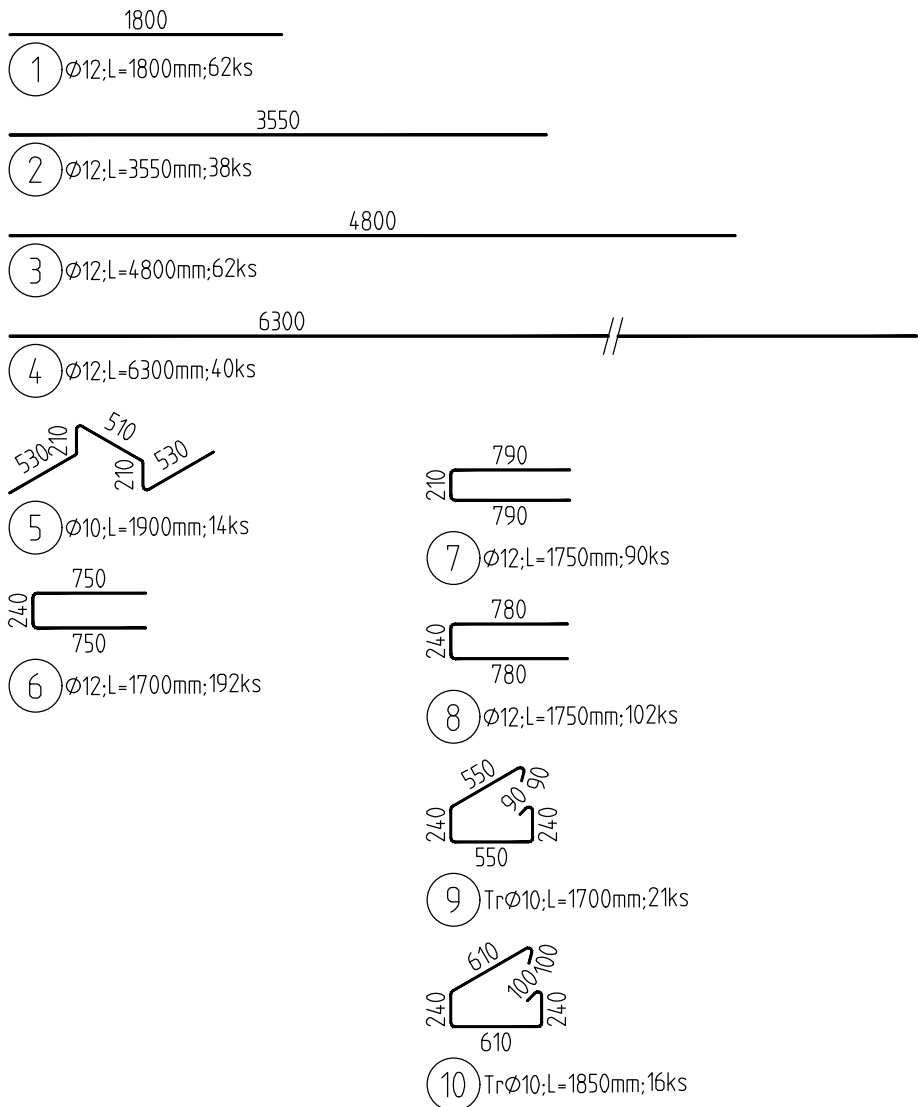 1800
1 Ø12;L=1800mm;62ks
3550
2 Ø12;L=3550mm;38ks
4800
3 Ø12;L=4800mm;62ks
6300
4 Ø12;L=6300mm;40ks
530 210 510 210 530
5 Ø10;L=1900mm;14ks
750
240
750
6 Ø12;L=1700mm;192ks
790
210
790
7 Ø12;L=1750mm;90ks
780
240
780
8 Ø12;L=1750mm;102ks
550 90
90
240 240
550
9 TrØ10;L=1700mm;21ks
610 100
100
240 240
610
10 TrØ10;L=1850mm;16ks